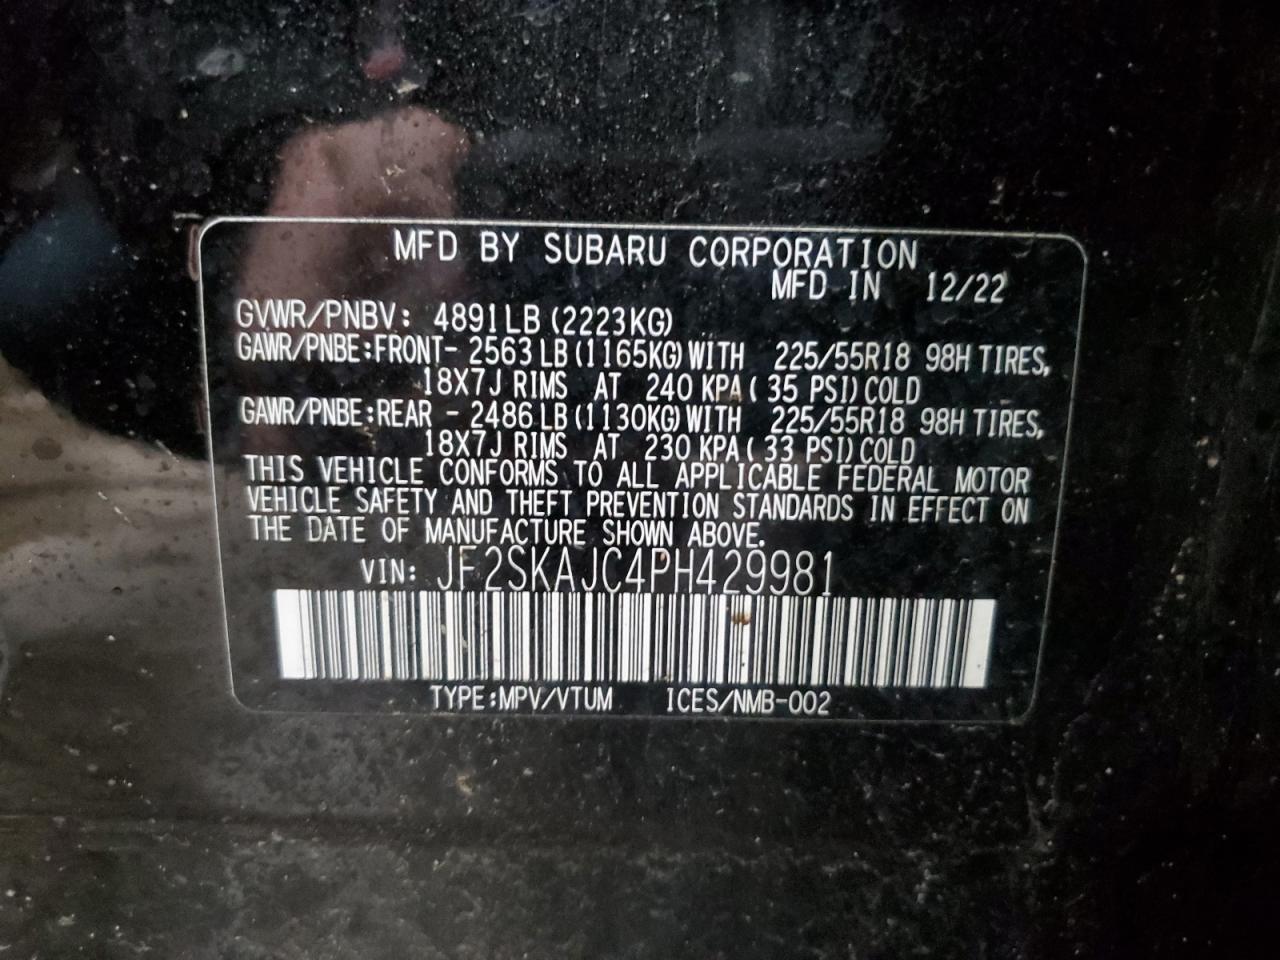 MFD BY SUBARU CORPORATION
MFD IN 12/22
GVWR/PNBV: 4891LB (2223KG)
GAWR/PNBE:FRONT- 2563 LB (1165KG) WITH 225/55R18 98H TIRES,
18X7J RIMS AT 240 KPA ( 35 PSI) COLD
GAWR/PNBE:REAR - 2486 LB (1130KG) WITH 225/55R18 98H TIRES,
18X7J RIMS AT 230 KPA ( 33 PSI) COLD
THIS VEHICLE CONFORMS TO ALL APPLICABLE FEDERAL MOTOR
VEHICLE SAFETY AND THEFT PREVENTION STANDARDS IN EFFECT ON
THE DATE OF MANUFACTURE SHOWN ABOVE.
VIN: JF2SKAJC4PH429981
TYPE:MPV/VTUM ICES/NMB-002